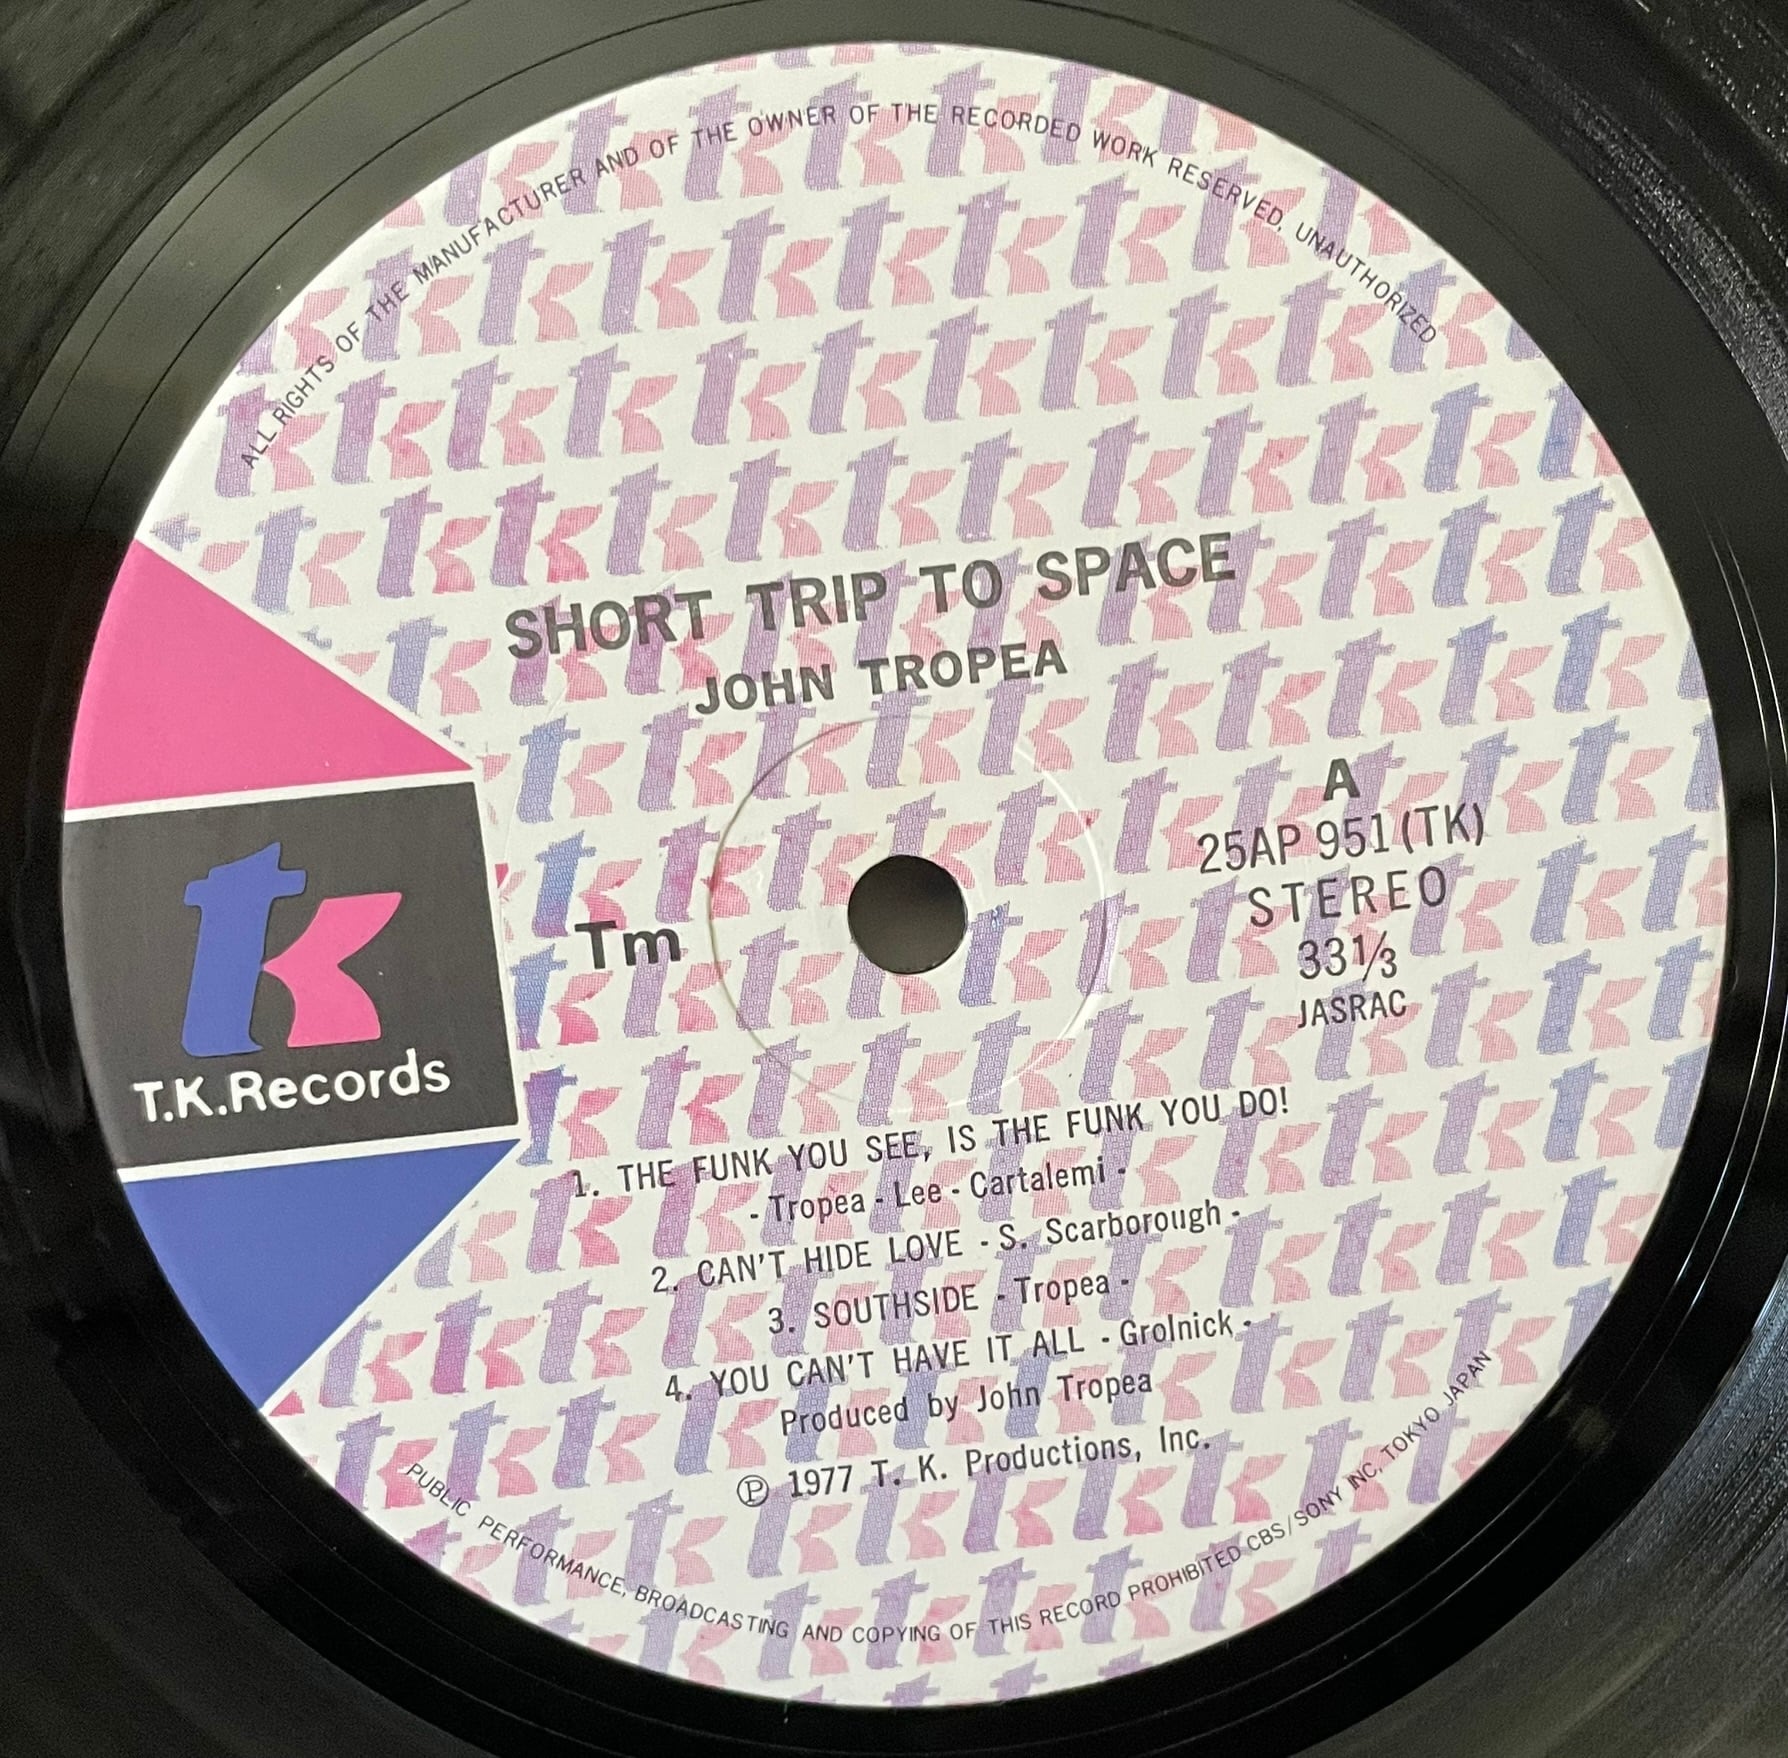 ALL RIGHTS OF THE MANUFACTURER AND OF THE OWNER OF THE RECORDED WORK RESERVED, UNAUTHORIZED
SHORT TRIP TO SPACE
JOHN TROPEA
A
25AP 951 (TK)
STEREO
33 1/3
JASRAC
tk
Tm
T.K.Records
1. THE FUNK YOU SEE, IS THE FUNK YOU DO!
- Tropea - Lee - Cartalemi -
2. CAN'T HIDE LOVE - S. Scarborough -
3. SOUTHSIDE - Tropea -
4. YOU CAN'T HAVE IT ALL - Grolnick -
Produced by John Tropea
℗ 1977 T. K. Productions, Inc.
PUBLIC PERFORMANCE, BROADCASTING AND COPYING OF THIS RECORD PROHIBITED CBS/SONY INC. TOKYO JAPAN